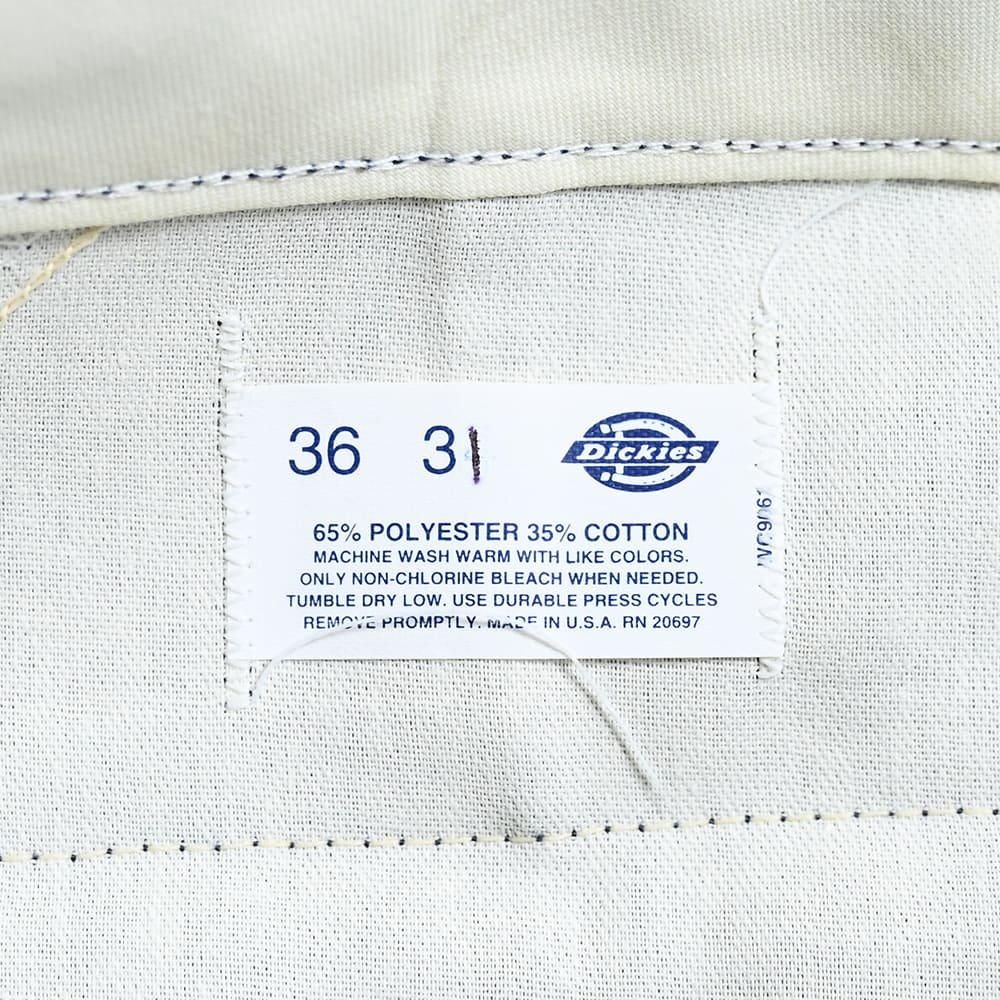 36 31
Dickies
65% POLYESTER 35% COTTON
MACHINE WASH WARM WITH LIKE COLORS.
ONLY NON-CHLORINE BLEACH WHEN NEEDED.
TUMBLE DRY LOW. USE DURABLE PRESS CYCLES
REMOVE PROMPTLY. MADE IN U.S.A. RN 20697